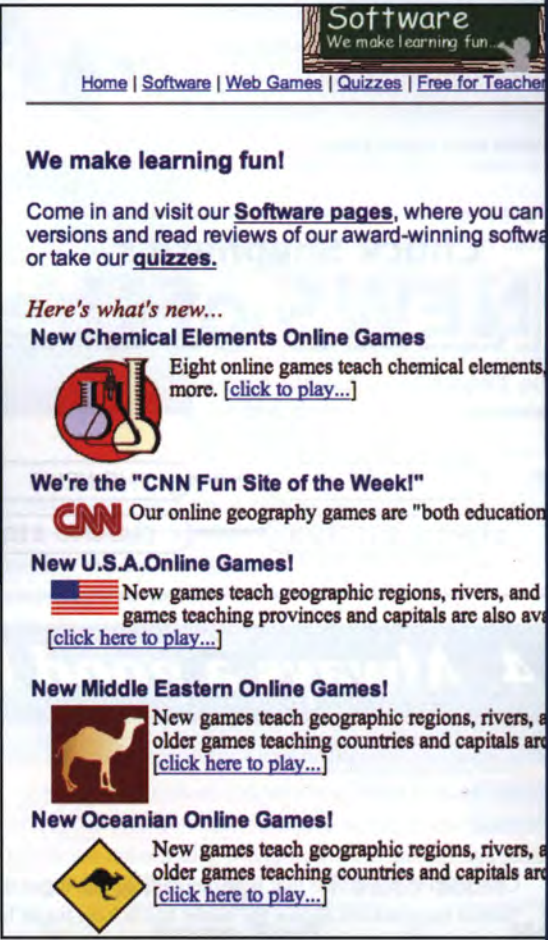 Software
We make learning fun...
Home | Software | Web Games | Quizzes | Free for Teacher
We make learning fun!
Come in and visit our Software pages, where you can
versions and read reviews of our award-winning softwa
or take our quizzes.
Here's what's new...
New Chemical Elements Online Games
Eight online games teach chemical elements,
more. [click to play...]
We're the "CNN Fun Site of the Week!"
CNN Our online geography games are "both education
New U.S.A.Online Games!
New games teach geographic regions, rivers, and
games teaching provinces and capitals are also ava
[click here to play...]
New Middle Eastern Online Games!
New games teach geographic regions, rivers, a
older games teaching countries and capitals are
[click here to play...]
New Oceanian Online Games!
New games teach geographic regions, rivers, a
older games teaching countries and capitals are
[click here to play...]